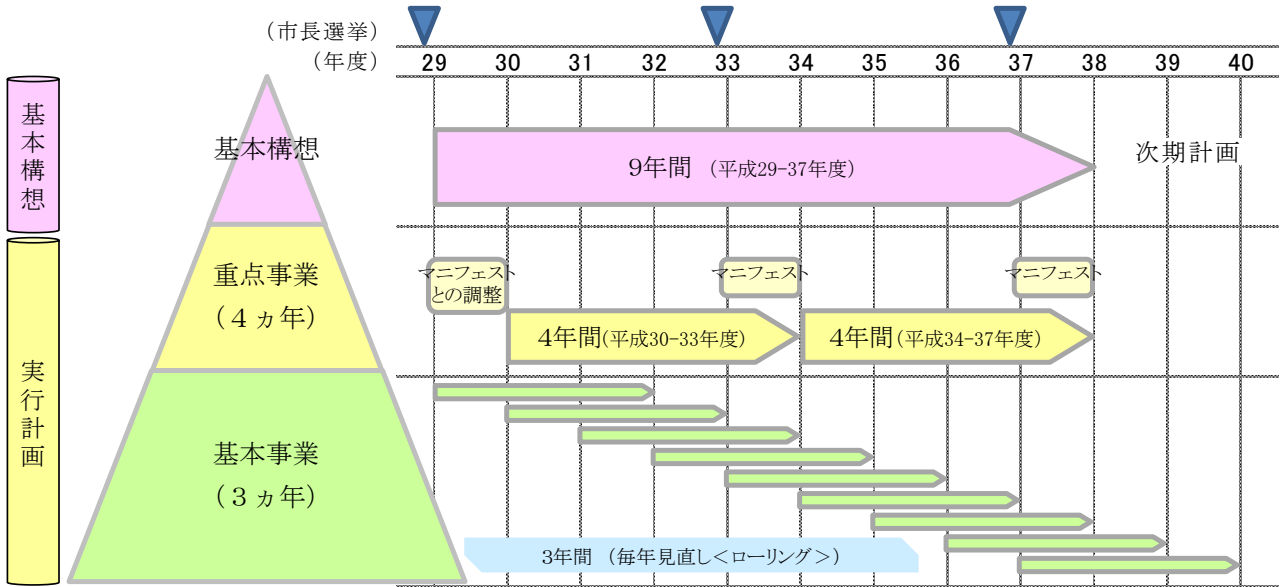 (市長選挙)
(年度)
29 30 31 32 33 34 35 36 37 38 39 40
基本構想
基本構想
9年間 (平成29-37年度)
次期計画
実行計画
重点事業
(4ヵ年)
マニフェスト
との調整
マニフェスト
マニフェスト
4年間(平成30-33年度)
4年間(平成34-37年度)
基本事業
(3ヵ年)
3年間 (毎年見直し<ローリング>)